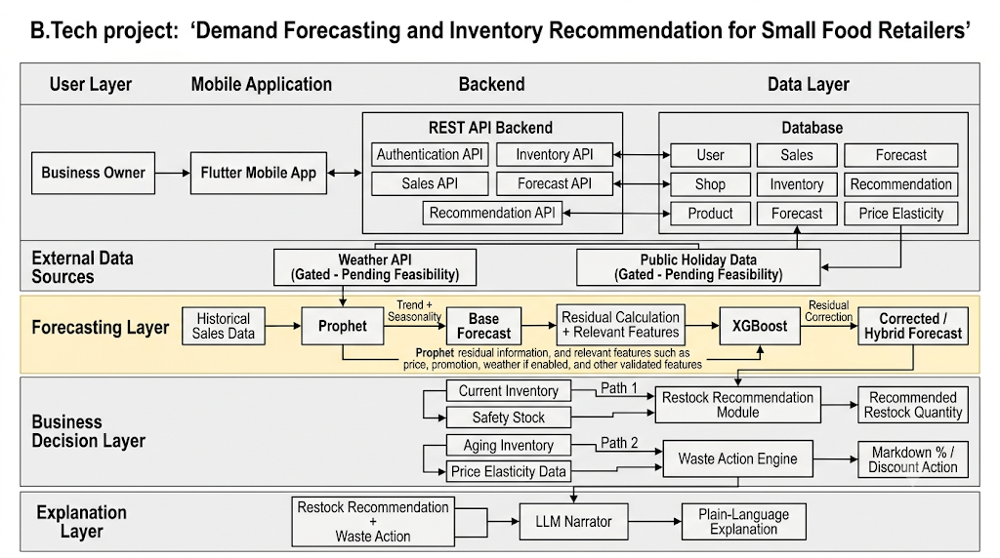 B.Tech project: ‘Demand Forecasting and Inventory Recommendation for Small Food Retailers’
User Layer
Mobile Application
Backend
Data Layer
Business Owner
Flutter Mobile App
REST API Backend
Authentication API
Inventory API
Sales API
Forecast API
Recommendation API
Database
User
Sales
Forecast
Shop
Inventory
Recommendation
Product
Forecast
Price Elasticity
External Data
Sources
Weather API
(Gated - Pending Feasibility)
Public Holiday Data
(Gated - Pending Feasibility)
Forecasting Layer
Historical
Sales Data
Prophet
Trend +
Seasonality
Base
Forecast
Residual Calculation
+ Relevant Features
XGBoost
Residual
Correction
Corrected /
Hybrid Forecast
Prophet residual information, and relevant features such as
price, promotion, weather if enabled, and other validated features
Business
Decision Layer
Current Inventory
Safety Stock
Path 1
Restock Recommendation
Module
Recommended
Restock Quantity
Aging Inventory
Price Elasticity Data
Path 2
Waste Action Engine
Markdown % /
Discount Action
Explanation
Layer
Restock Recommendation
+
Waste Action
LLM Narrator
Plain-Language
Explanation